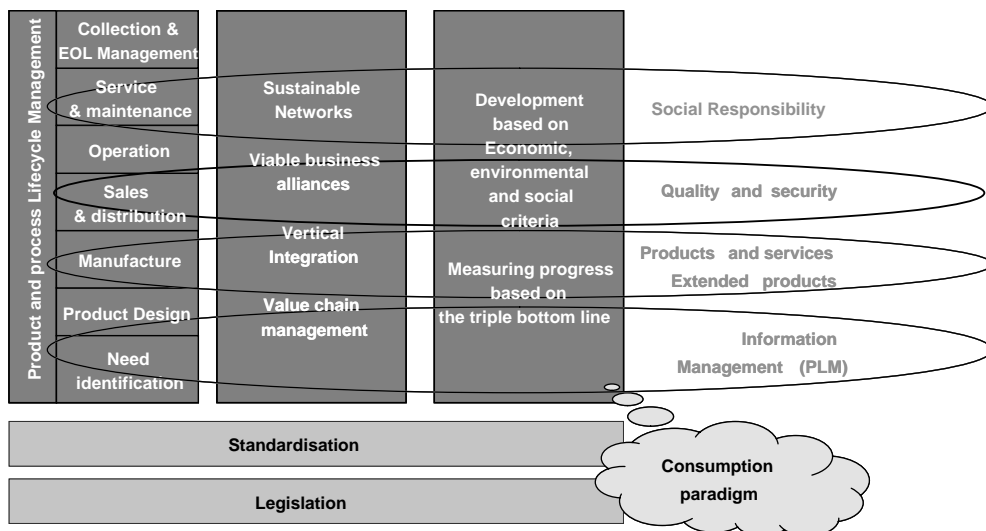 Product and process Lifecycle Management
Collection &
EOL Management
Service
& maintenance
Operation
Sales
& distribution
Manufacture
Product Design
Need
identification
Sustainable
Networks
Viable business
alliances
Vertical
Integration
Value chain
management
Development
based on
Economic,
environmental
and social
criteria
Measuring progress
based on
the triple bottom line
Social Responsibility
Quality and security
Products and services
Extended products
Information
Management (PLM)
Standardisation
Legislation
Consumption
paradigm